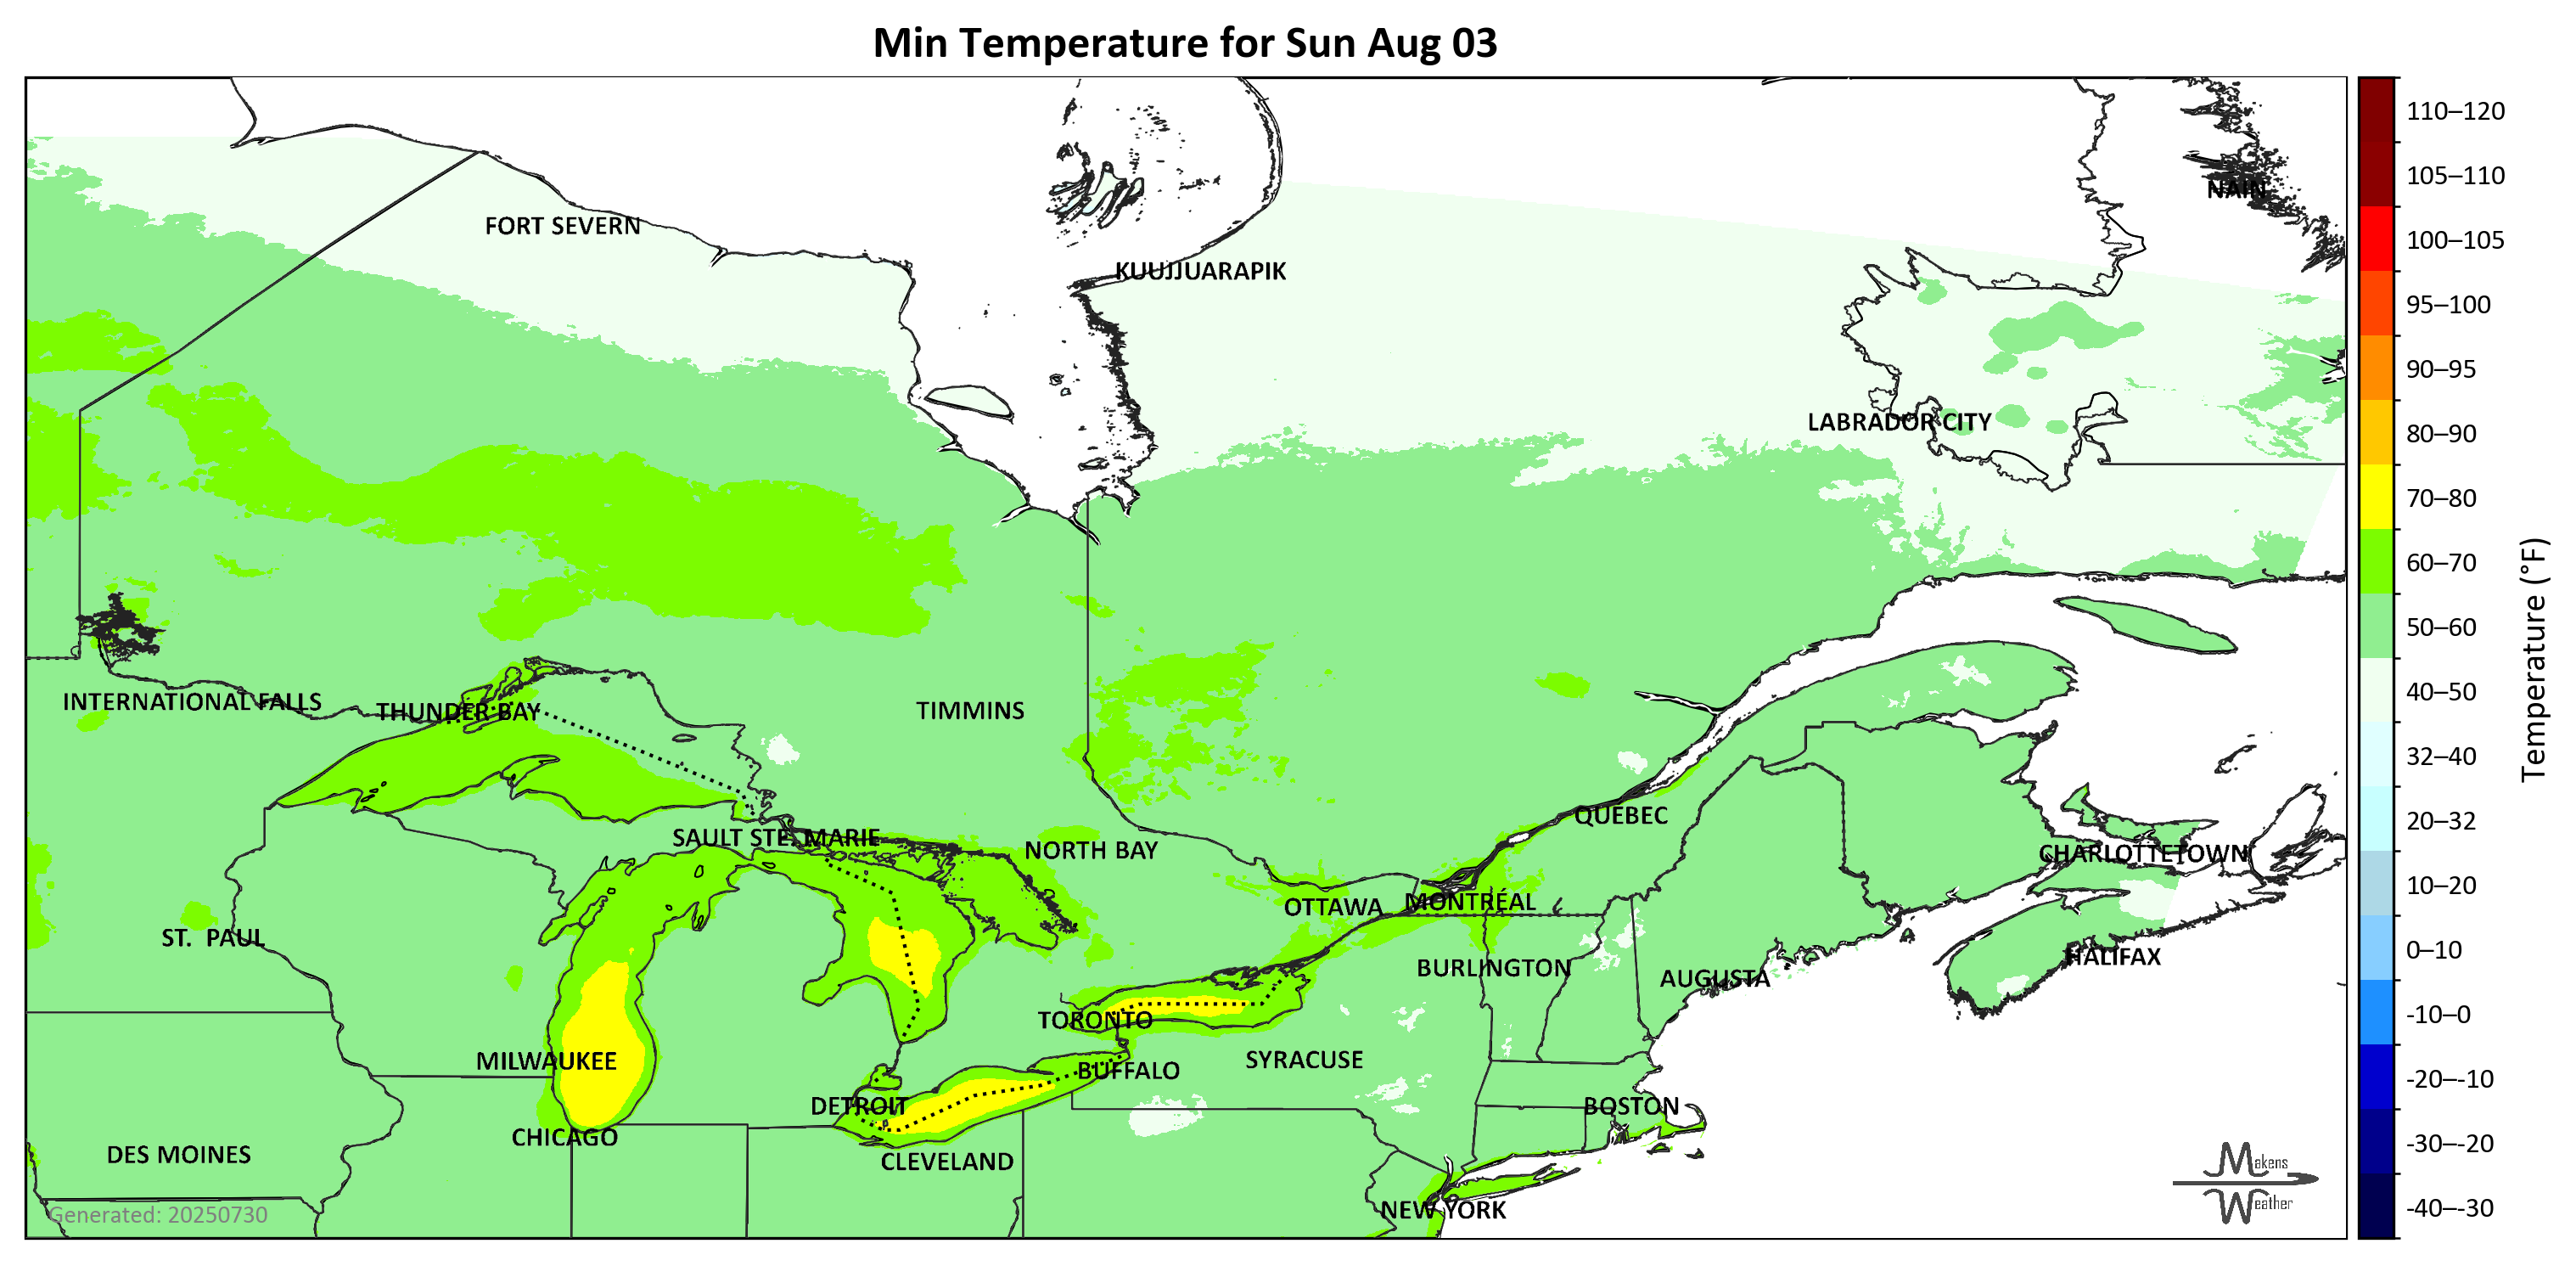 Min Temperature for Sun Aug 03
110–120
105–110
NAIN
FORT SEVERN
100–105
KUUJJUARAPIK
95–100
90–95
LABRADOR CITY
80–90
70–80
60–70
50–60
Temperature (°F)
40–50
INTERNATIONAL FALLS
THUNDER BAY
TIMMINS
32–40
QUÉBEC
20–32
SAULT STE. MARIE
NORTH BAY
CHARLOTTETOWN
10–20
OTTAWA
MONTRÉAL
ST. PAUL
0–10
HALIFAX
BURLINGTON
AUGUSTA
TORONTO
-10–0
MILWAUKEE
SYRACUSE
BUFFALO
-20–-10
DETROIT
BOSTON
CHICAGO
-30–-20
DES MOINES
CLEVELAND
Makens
Weather
NEW YORK
-40–-30
Generated: 20250730